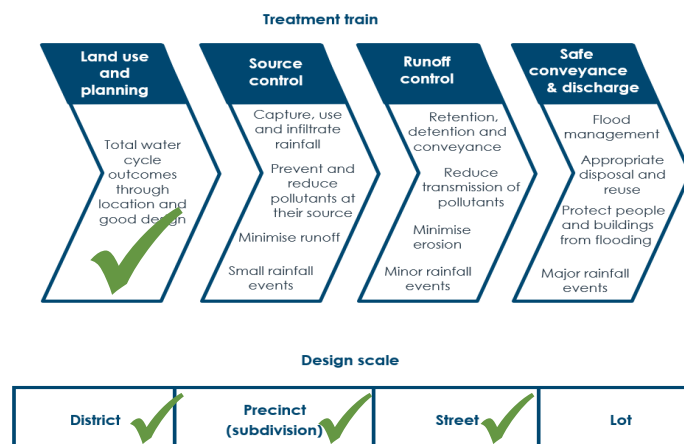 Treatment train
Land use
and
planning
Total water
cycle
outcomes
through
location and
good design
Source
control
Capture, use
and infiltrate
rainfall
Prevent and
reduce
pollutants at
their source
Minimise runoff
Small rainfall
events
Runoff
control
Retention,
detention and
conveyance
Reduce
transmission of
pollutants
Minimise
erosion
Minor rainfall
events
Safe
conveyance
& discharge
Flood
management
Appropriate
disposal and
reuse
Protect people
and buildings
from flooding
Major rainfall
events
Design scale
District
Precinct
(subdivision)
Street
Lot